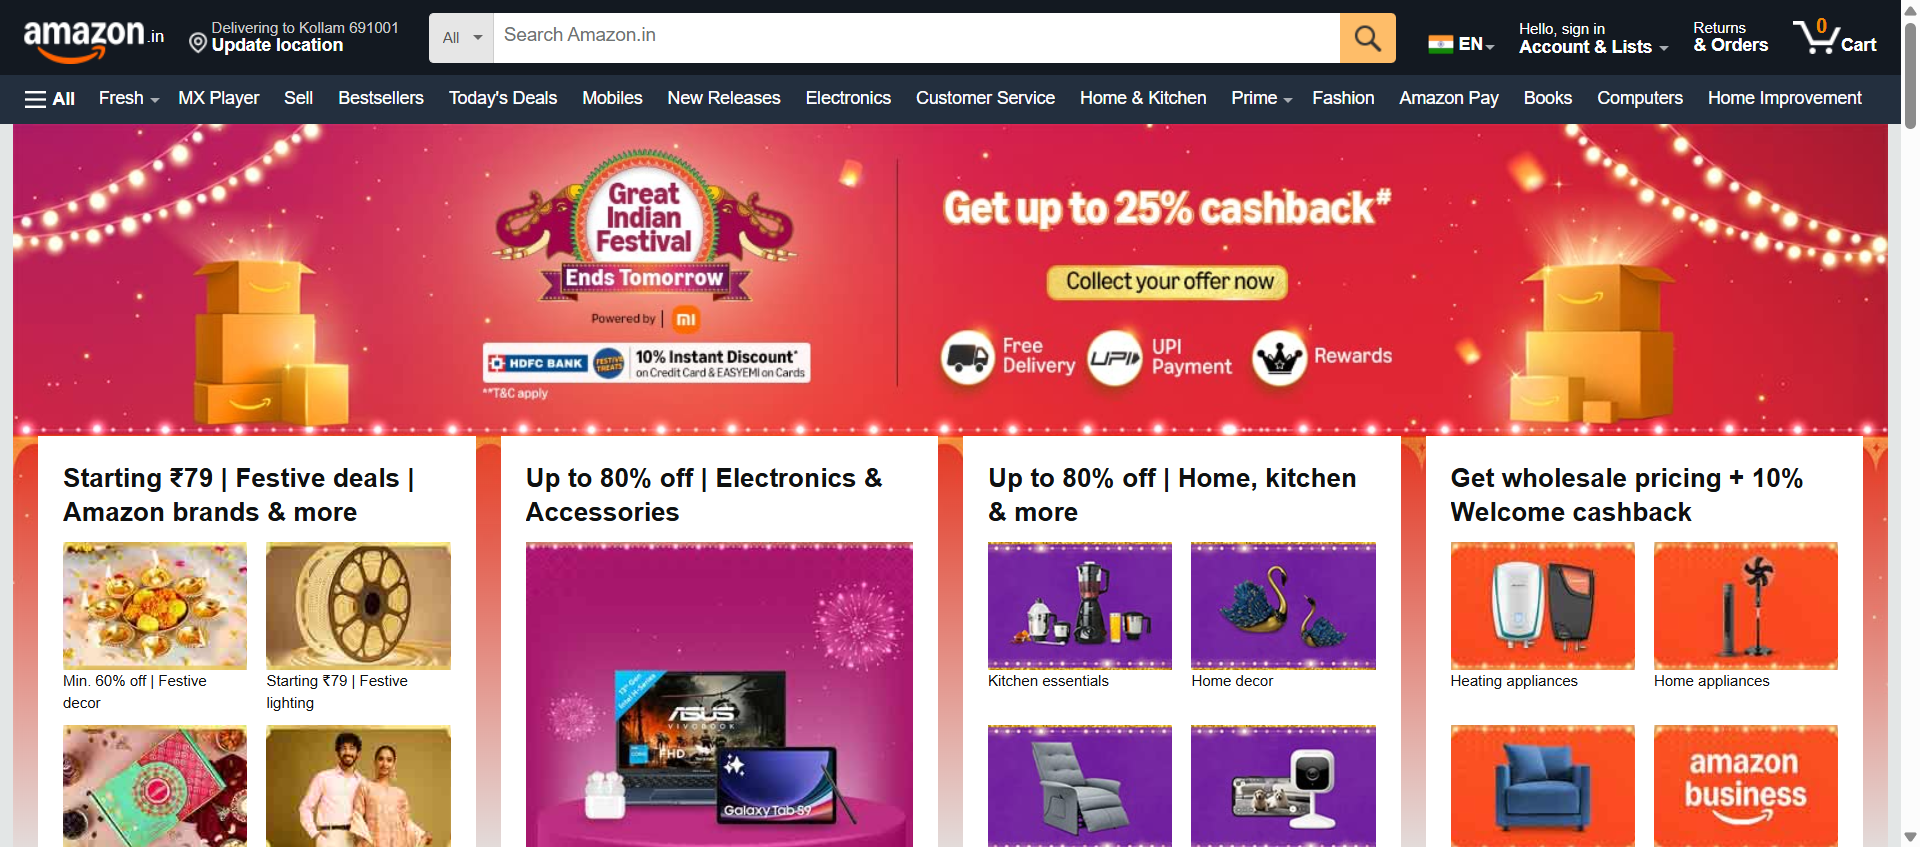 amazon.in
Delivering to Kollam 691001
Update location
All
Search Amazon.in
EN
Hello, sign in
Account & Lists
Returns
& Orders
0
Cart
All
Fresh
MX Player
Sell
Bestsellers
Today's Deals
Mobiles
New Releases
Electronics
Customer Service
Home & Kitchen
Prime
Fashion
Amazon Pay
Books
Computers
Home Improvement
Great
Indian
Festival
Ends Tomorrow
Powered by | mi
HDFC BANK
FESTIVE
TREATS
10% Instant Discount*
on Credit Card & EASYEMI on Cards
**T&C apply
Get up to 25% cashback#
Collect your offer now
Free
Delivery
UPI
UPI
Payment
Rewards
Starting ₹79 | Festive deals |
Amazon brands & more
Min. 60% off | Festive
decor
Starting ₹79 | Festive
lighting
Up to 80% off | Electronics &
Accessories
13th Gen
Intel H-Series
ASUS
VIVOBOOK
FHD
Galaxy Tab S9
Up to 80% off | Home, kitchen
& more
Kitchen essentials
Home decor
Get wholesale pricing + 10%
Welcome cashback
Heating appliances
Home appliances
amazon
business